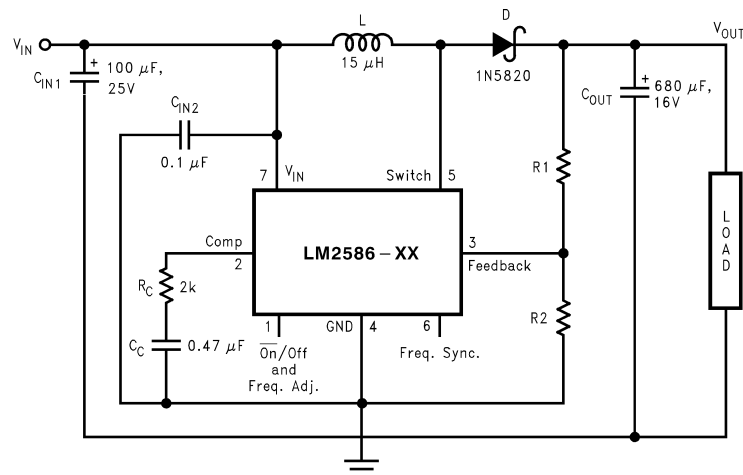 L
D
VIN
VOUT
15 μH
1N5820
CIN1
+
100 μF,
25V
COUT
+
680 μF,
16V
CIN2
0.1 μF
R1
7
VIN
Switch
5
LOAD
Comp
2
LM2586–XX
3
Feedback
RC
2k
R2
1
GND
4
6
CC
0.47 μF
On/Off
and
Freq. Adj.
Freq. Sync.